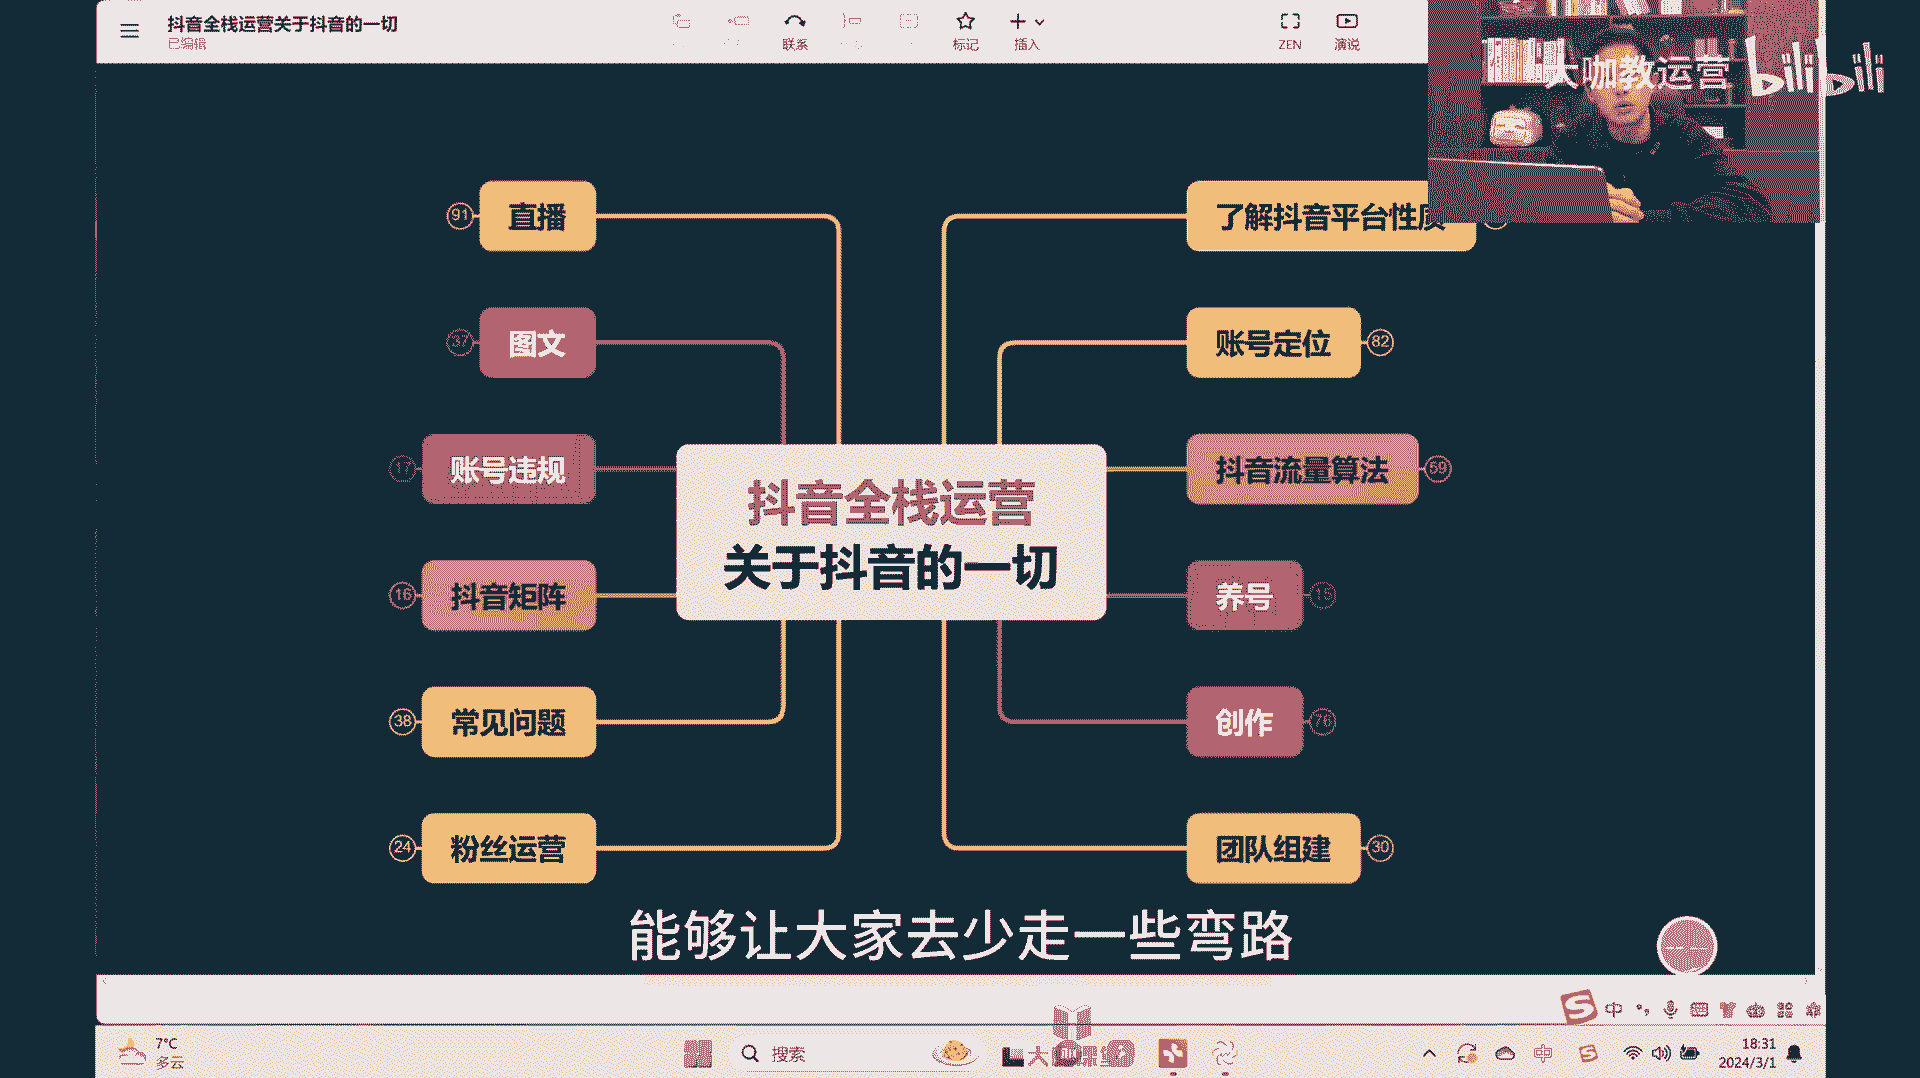 抖音全栈运营关于抖音的一切
已编辑
联系
标记
插入
ZEN
演说
大咖教运营 bilibili
91 直播
了解抖音平台性质
37 图文
账号定位 82
17 账号违规
抖音流量算法 59
抖音全栈运营
关于抖音的一切
16 抖音矩阵
养号 15
38 常见问题
创作 76
24 粉丝运营
团队组建 30
能够让大家去少走一些弯路
中
7°C
多云
搜索
中
18:31
2024/3/1